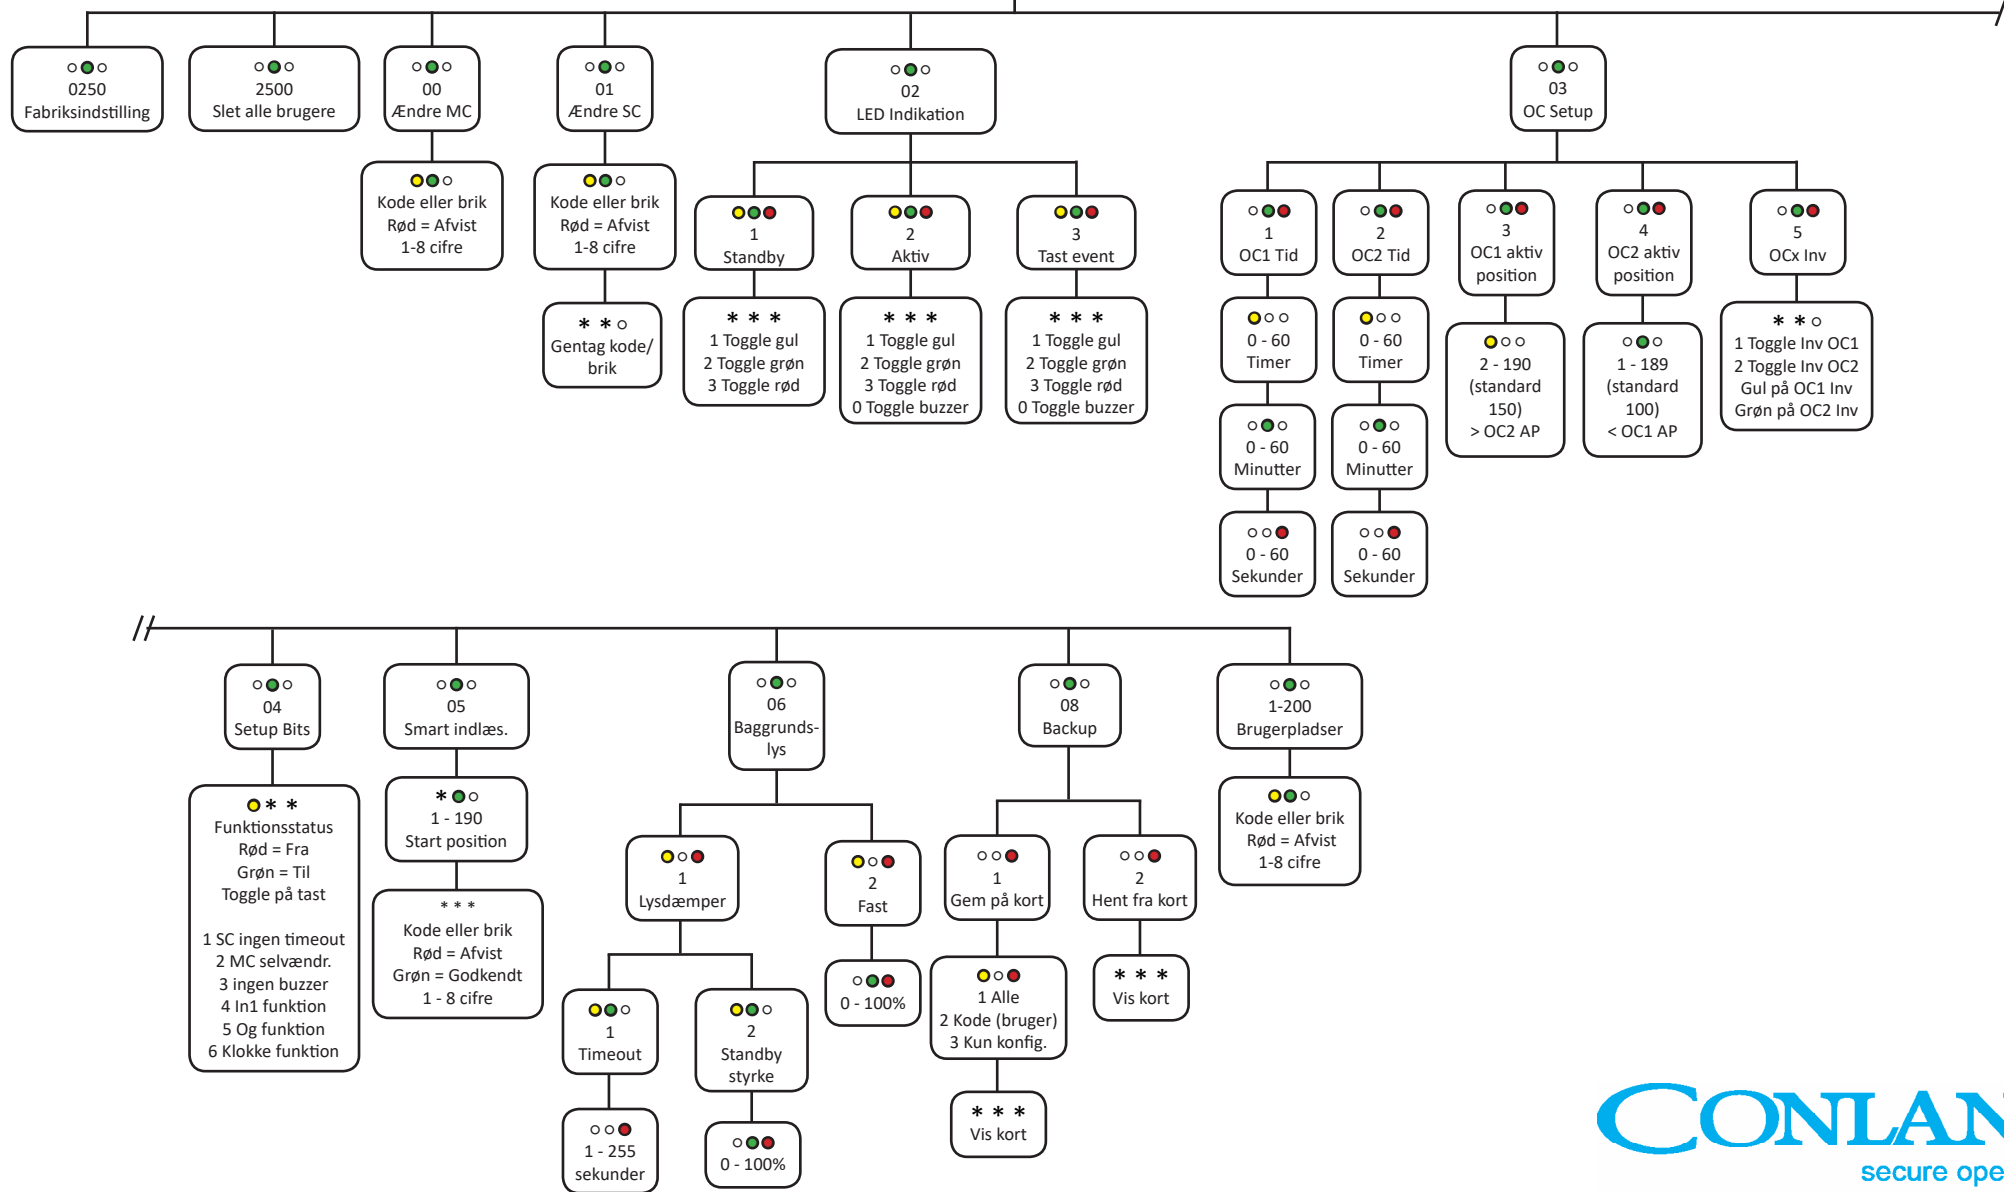 0250
Fabriksindstilling
2500
Slet alle brugere
00
Ændre MC
Kode eller brik
Rød = Afvist
1-8 cifre
01
Ændre SC
Kode eller brik
Rød = Afvist
1-8 cifre
* *
Gentag kode/
brik
02
LED Indikation
1
Standby
* * *
1 Toggle gul
2 Toggle grøn
3 Toggle rød
2
Aktiv
* * *
1 Toggle gul
2 Toggle grøn
3 Toggle rød
0 Toggle buzzer
3
Tast event
* * *
1 Toggle gul
2 Toggle grøn
3 Toggle rød
0 Toggle buzzer
03
OC Setup
1
OC1 Tid
0 - 60
Timer
0 - 60
Minutter
0 - 60
Sekunder
2
OC2 Tid
0 - 60
Timer
0 - 60
Minutter
0 - 60
Sekunder
3
OC1 aktiv
position
2 - 190
(standard
150)
> OC2 AP
4
OC2 aktiv
position
1 - 189
(standard
100)
< OC1 AP
5
OCx Inv
* *
1 Toggle Inv OC1
2 Toggle Inv OC2
Gul på OC1 Inv
Grøn på OC2 Inv
//
04
Setup Bits
* *
Funktionsstatus
Rød = Fra
Grøn = Til
Toggle på tast
1 SC ingen timeout
2 MC selvændr.
3 ingen buzzer
4 In1 funktion
5 Og funktion
6 Klokke funktion
05
Smart indlæs.
*
1 - 190
Start position
* * *
Kode eller brik
Rød = Afvist
Grøn = Godkendt
1 - 8 cifre
06
Baggrunds-
lys
1
Lysdæmper
1
Timeout
1 - 255
sekunder
2
Standby
styrke
0 - 100%
2
Fast
0 - 100%
08
Backup
1
Gem på kort
1 Alle
2 Kode (bruger)
3 Kun konfig.
* * *
Vis kort
2
Hent fra kort
* * *
Vis kort
1-200
Brugerpladser
Kode eller brik
Rød = Afvist
1-8 cifre
CONLAN
secure ope